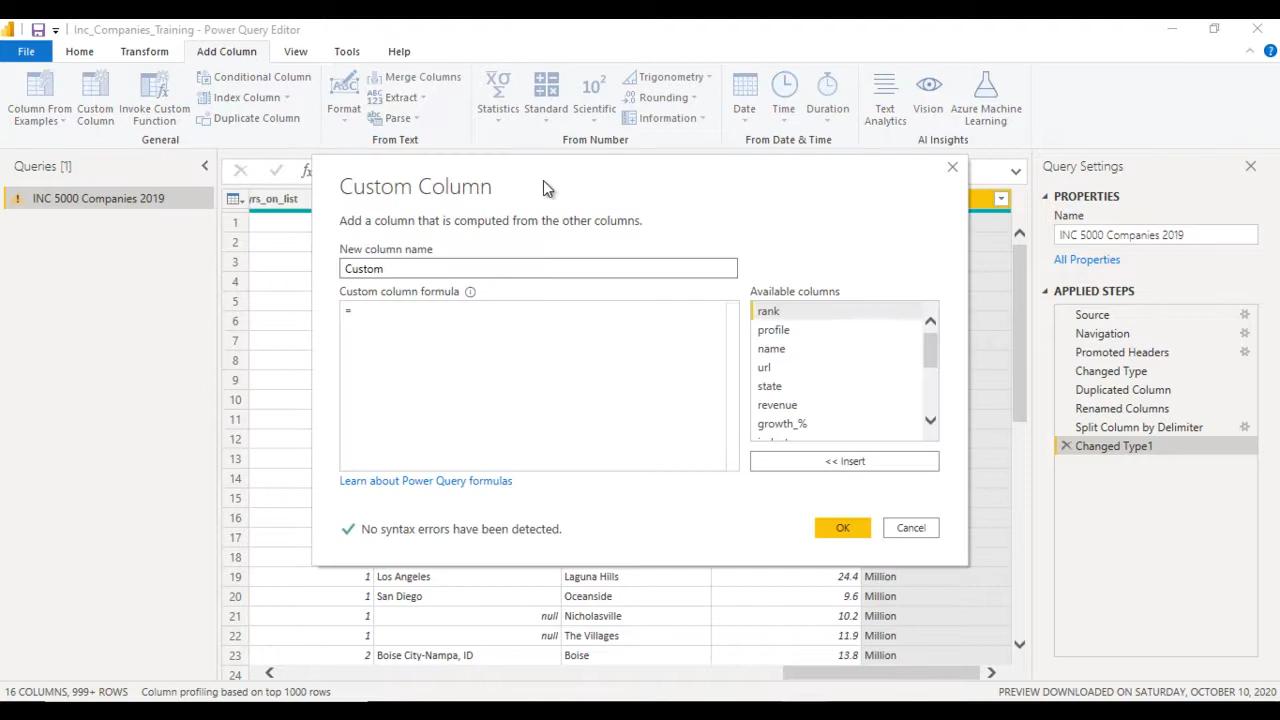 Inc_Companies_Training - Power Query Editor
File Home Transform Add Column View Tools Help
Column From Examples
Custom Column
Invoke Custom Function
Conditional Column
Index Column
Duplicate Column
General
Format
Merge Columns
Extract
Parse
From Text
Statistics
Standard
Scientific
Trigonometry
Rounding
Information
From Number
Date
Time
Duration
From Date & Time
Text Analytics
Vision
Azure Machine Learning
AI Insights
Queries [1]
INC 5000 Companies 2019
yrs_on_list
1
2
3
4
5
6
7
8
9
10
11
12
13
14
15
16
17
18
19 1 Los Angeles Laguna Hills 24.4 Million
20 1 San Diego Oceanside 9.6 Million
21 1 null Nicholasville 10.2 Million
22 1 null The Villages 11.9 Million
23 2 Boise City-Nampa, ID Boise 13.8 Million
24
Custom Column
Add a column that is computed from the other columns.
New column name
Custom
Custom column formula
=
Available columns
rank
profile
name
url
state
revenue
growth_%
<< Insert
Learn about Power Query formulas
No syntax errors have been detected.
OK
Cancel
Query Settings
PROPERTIES
Name
INC 5000 Companies 2019
All Properties
APPLIED STEPS
Source
Navigation
Promoted Headers
Changed Type
Duplicated Column
Renamed Columns
Split Column by Delimiter
Changed Type1
16 COLUMNS, 999+ ROWS
Column profiling based on top 1000 rows
PREVIEW DOWNLOADED ON SATURDAY, OCTOBER 10, 2020